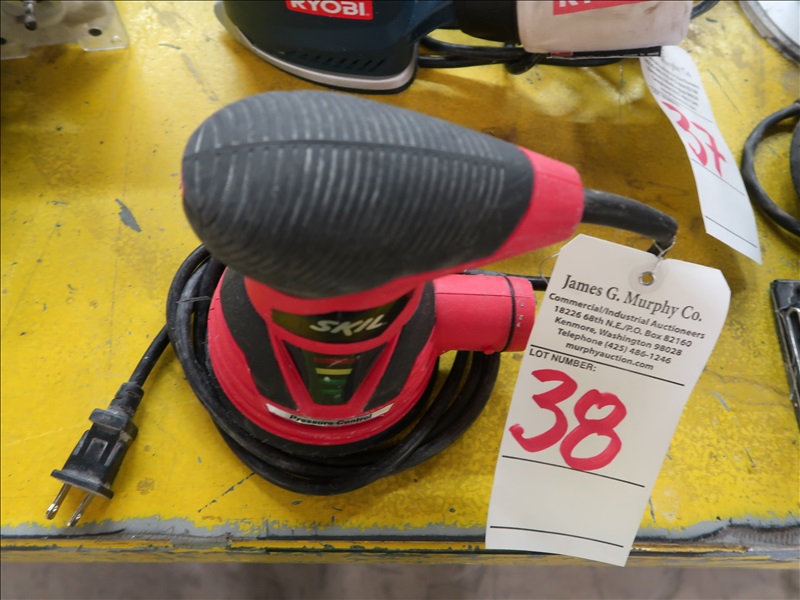 RYOBI
337
SKIL
Pressure Control
James G. Murphy Co.
Commercial/Industrial Auctioneers
18226 68th N.E./P.O. Box 82160
Kenmore, Washington 98028
Telephone (425) 486-1246
murphyauction.com
LOT NUMBER:
38